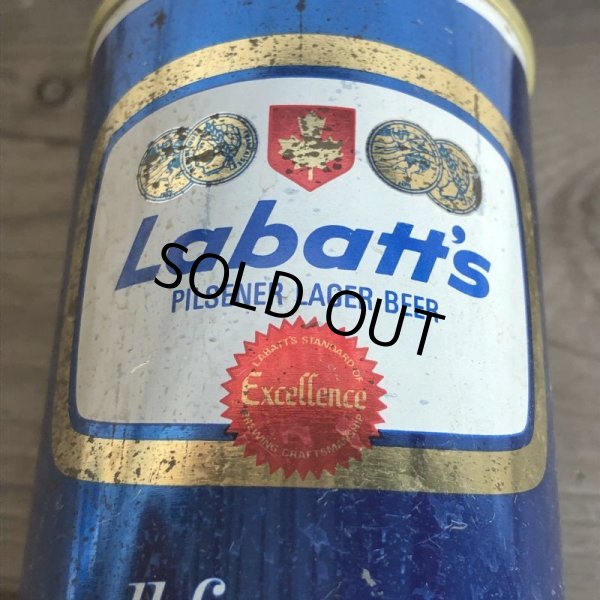 Labatt's
PILSENER LAGER BEER
SOLD OUT
LABATT'S STANDARD OF
Excellence
BREWING CRAFTSMANSHIP